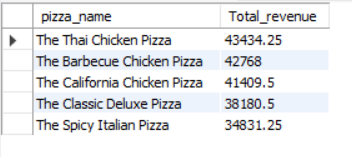 pizza_name Total_revenue
The Thai Chicken Pizza 43434.25
The Barbecue Chicken Pizza 42768
The California Chicken Pizza 41409.5
The Classic Deluxe Pizza 38180.5
The Spicy Italian Pizza 34831.25